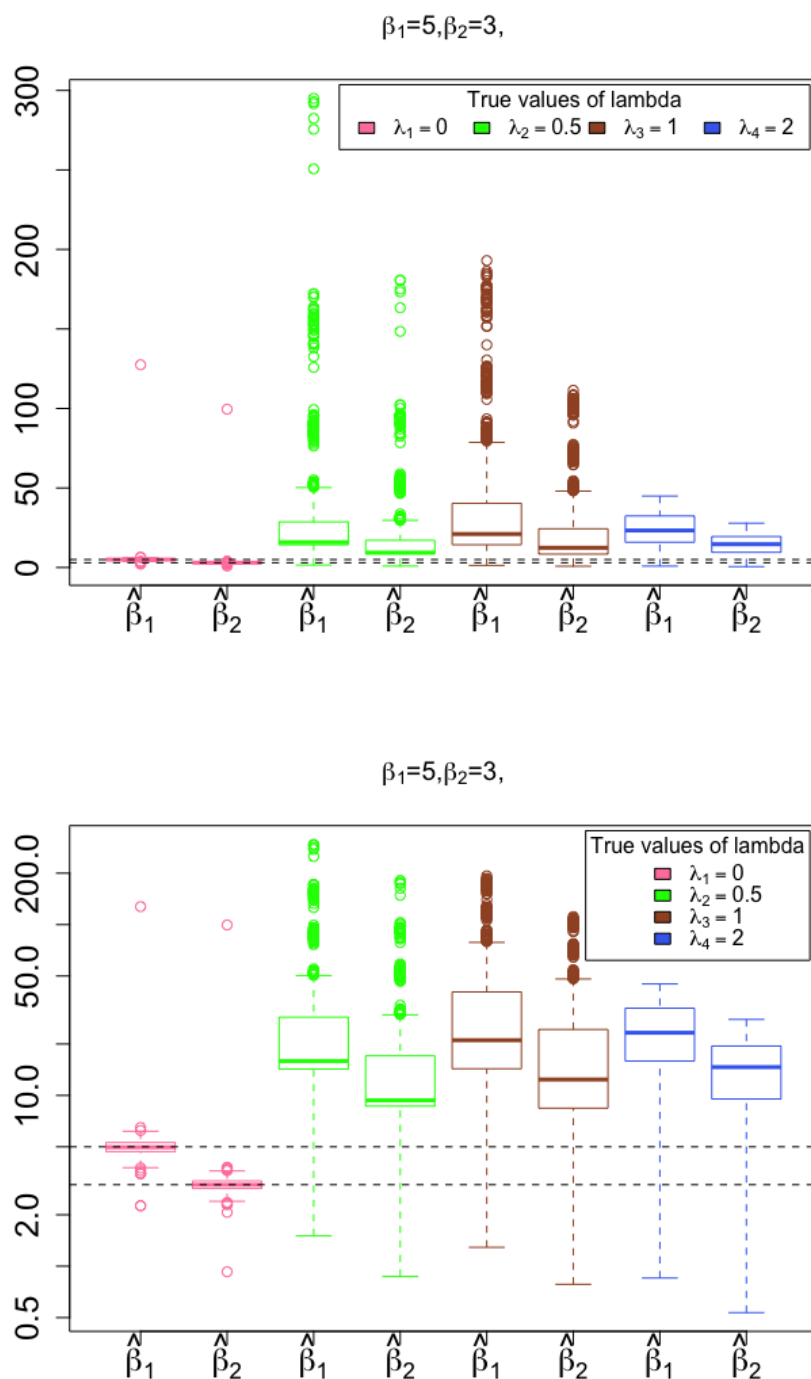 β₁=5,β₂=3,
True values of lambda
λ₁ = 0 λ₂ = 0.5 λ₃ = 1 λ₄ = 2
300
200
100
50
0
β̂₁ β̂₂ β̂₁ β̂₂ β̂₁ β̂₂ β̂₁ β̂₂
β₁=5,β₂=3,
True values of lambda
λ₁ = 0
λ₂ = 0.5
λ₃ = 1
λ₄ = 2
200.0
50.0
10.0
2.0
0.5
β̂₁ β̂₂ β̂₁ β̂₂ β̂₁ β̂₂ β̂₁ β̂₂